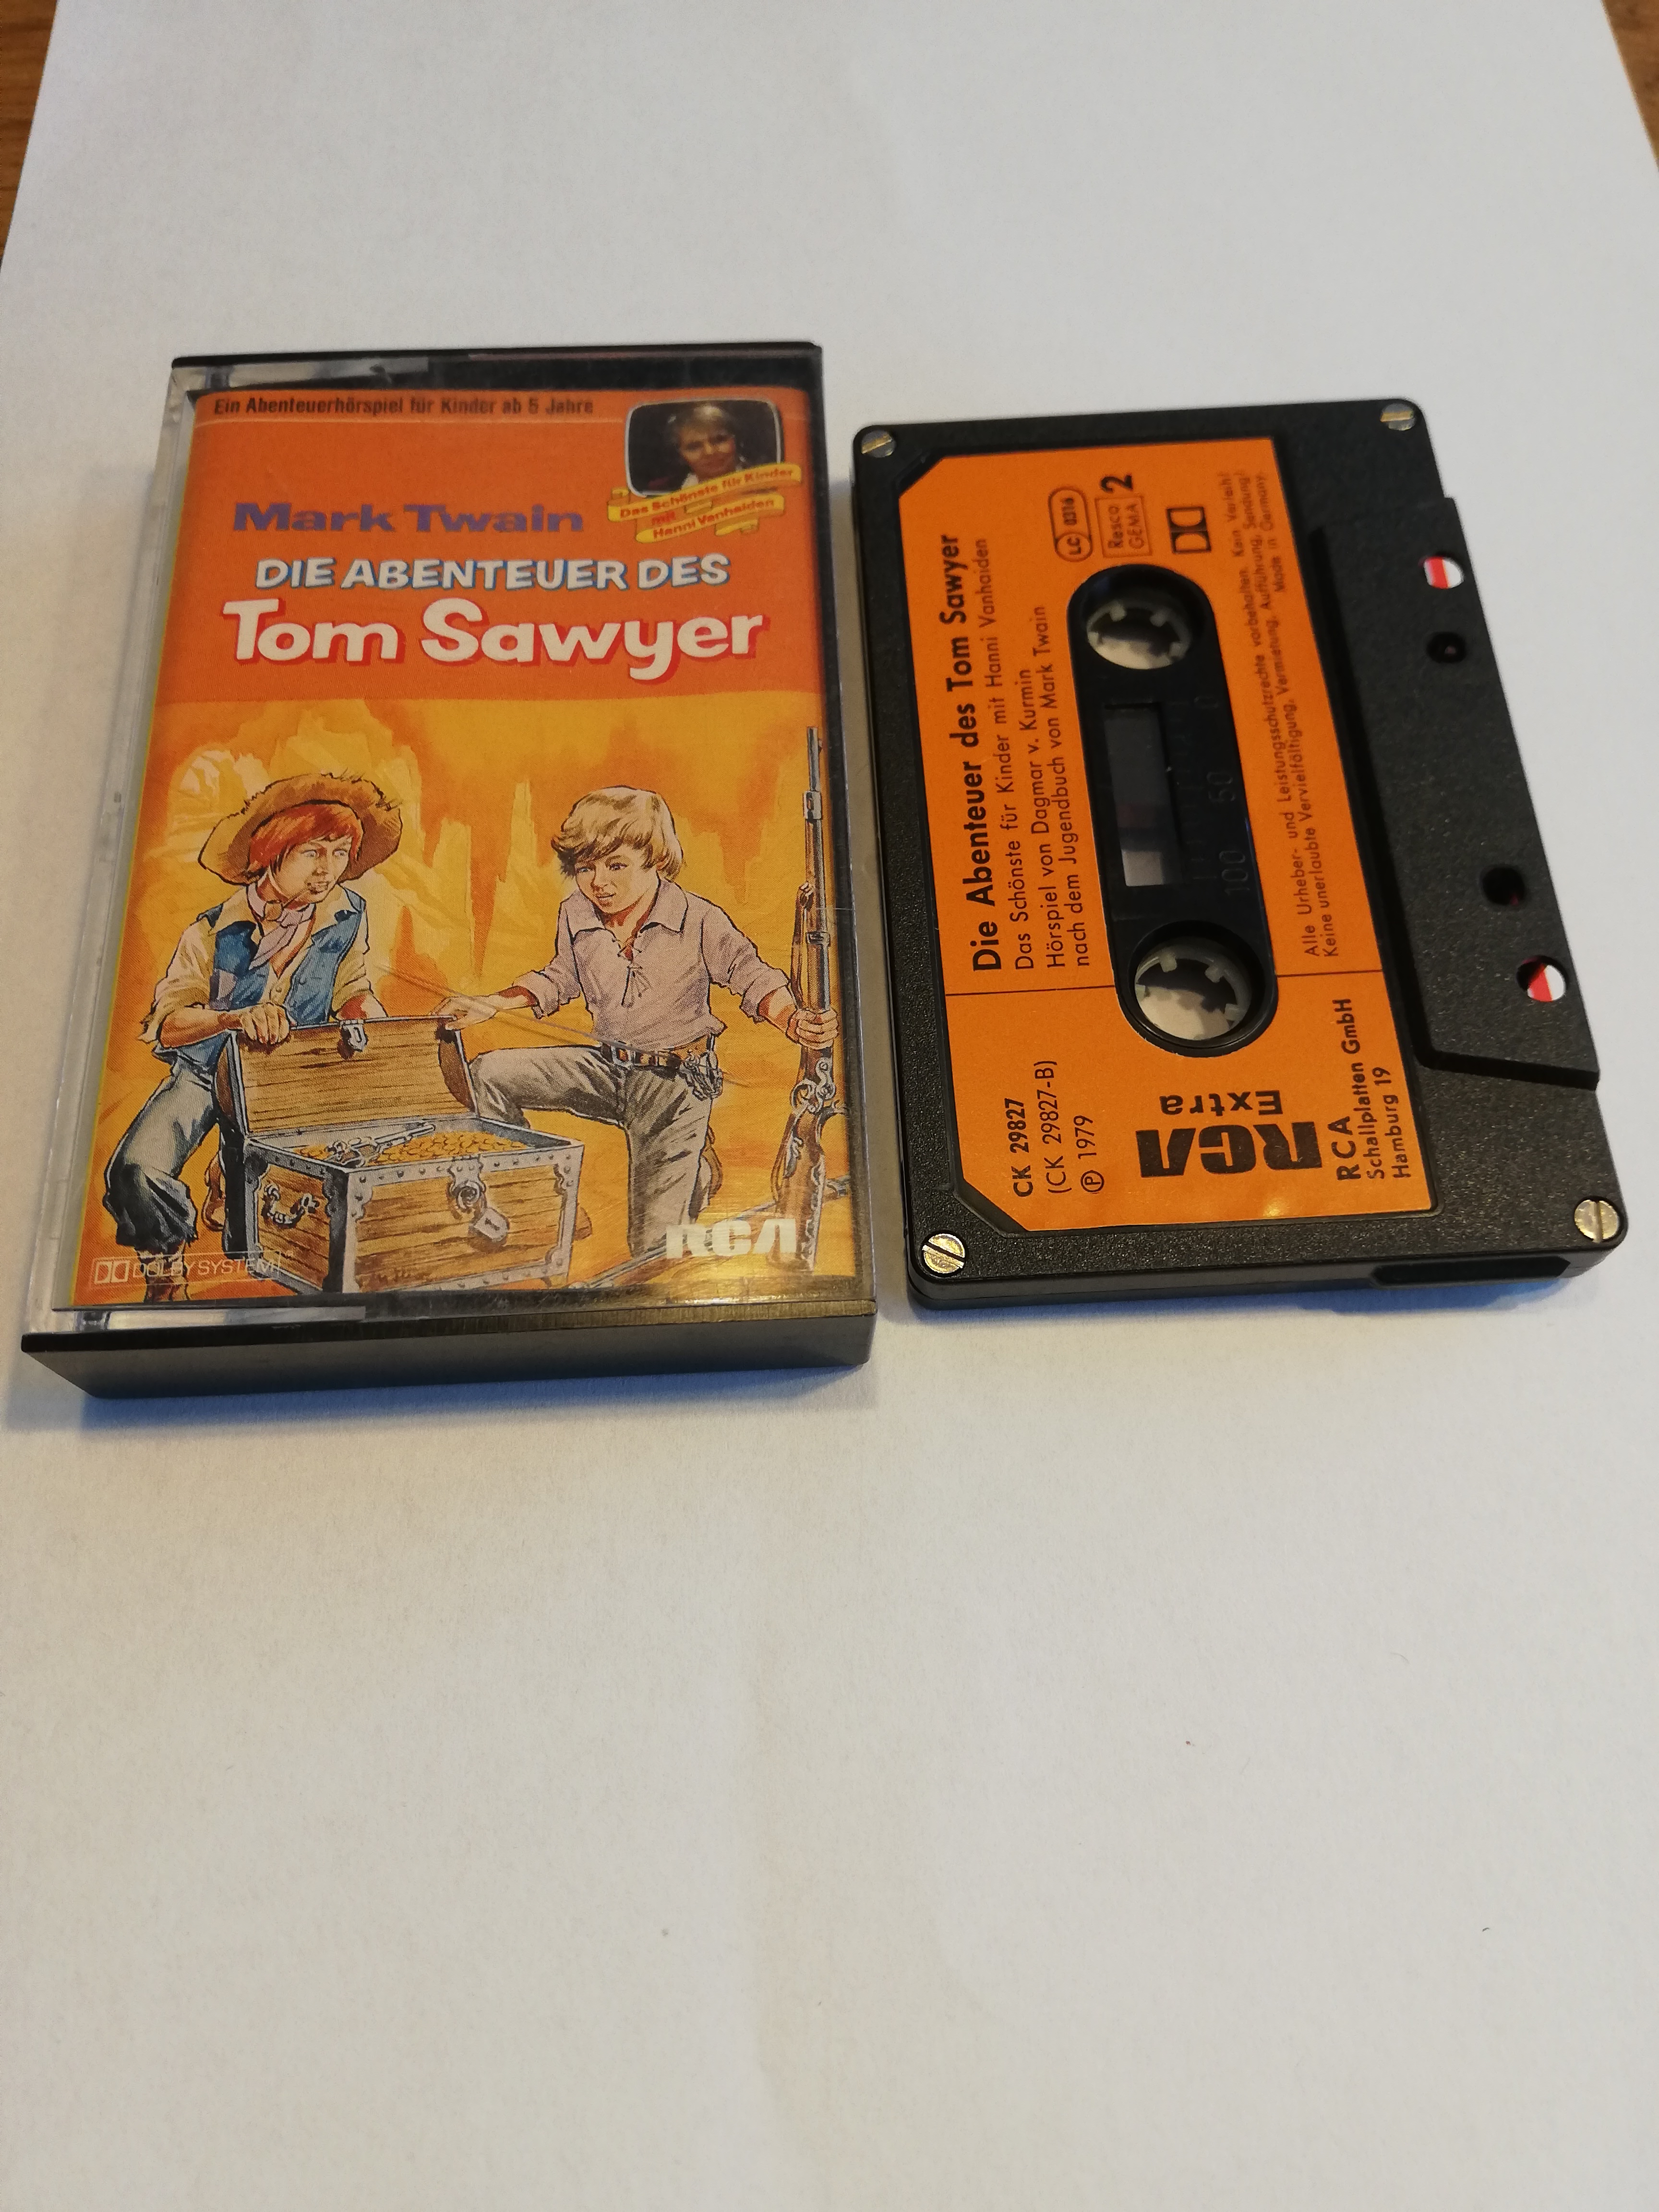 Ein Abenteuerhörspiel für Kinder ab 5 Jahre
Das Schönste für Kinder
mit
Hanni Vanhaiden
Mark Twain
DIE ABENTEUER DES
Tom Sawyer
DOLBY SYSTEM
RCA
Die Abenteuer des Tom Sawyer
Das Schönste für Kinder mit Hanni Vanhaiden
Hörspiel von Dagmar v. Kurmin
nach dem Jugendbuch von Mark Twain
LC 0316
Resco
GEMA
2
100 50 0
Alle Urheber- und Leistungsschutzrechte vorbehalten. Kein Verleih!
Keine unerlaubte Vervielfältigung, Vermietung, Aufführung, Sendung!
Made in Germany.
CK 29827
(CK 29827-B)
Ⓟ 1979
RCA
Extra
RCA
Schallplatten GmbH
Hamburg 19